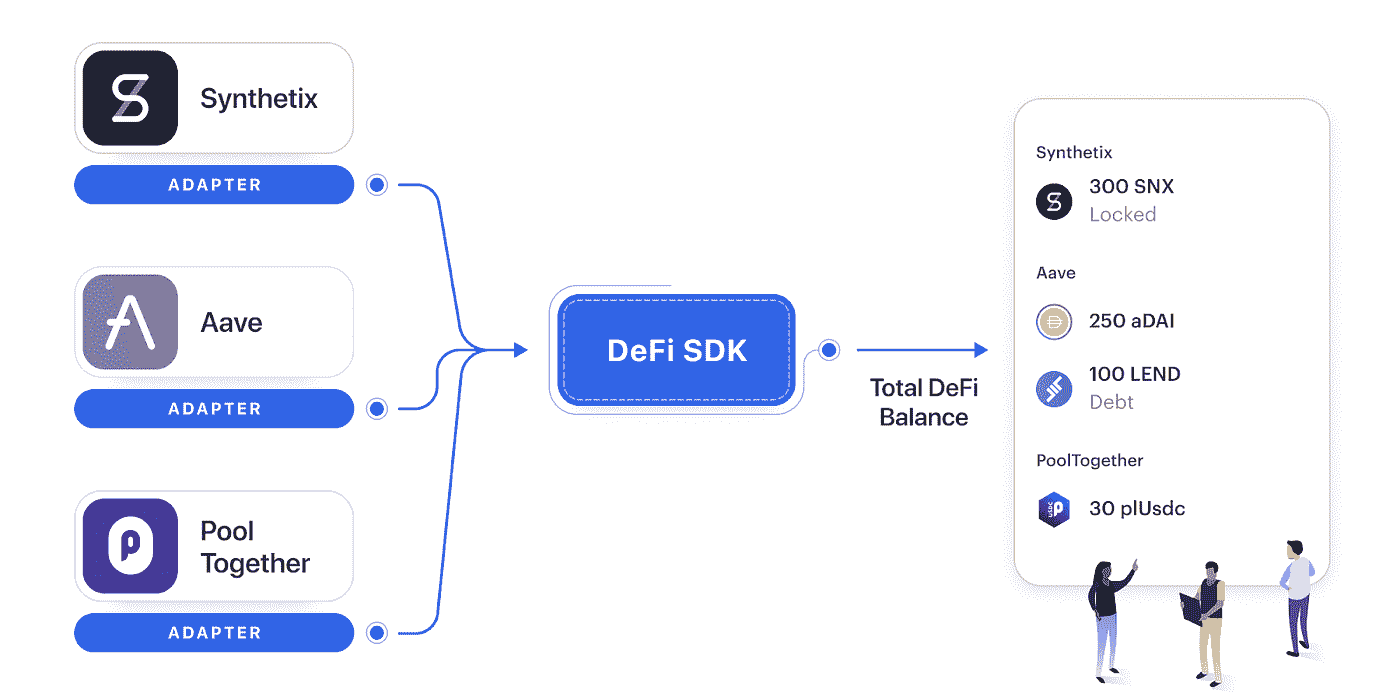 Synthetix
ADAPTER
Aave
ADAPTER
Pool
Together
ADAPTER
DeFi SDK
Total DeFi
Balance
Synthetix
300 SNX
Locked
Aave
250 aDAI
100 LEND
Debt
PoolTogether
30 plUsdc